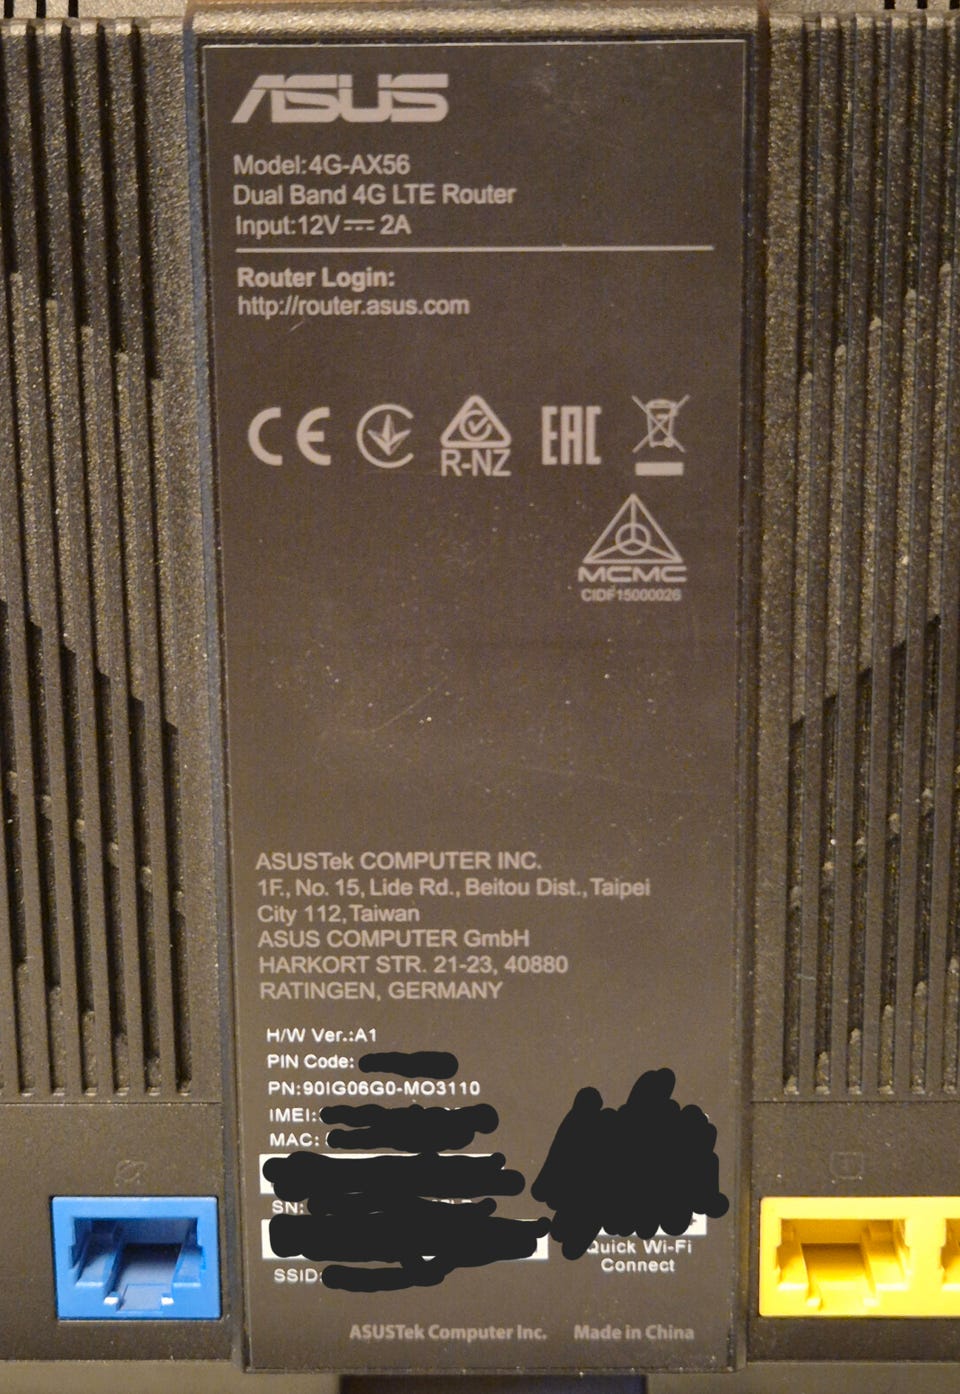 ASUS
Model:4G-AX56
Dual Band 4G LTE Router
Input:12V⎓ 2A
Router Login:
http://router.asus.com
CE
R-NZ
EAC
MCMC
CIDF15000026
ASUSTek COMPUTER INC.
1F., No. 15, Lide Rd., Beitou Dist., Taipei
City 112, Taiwan
ASUS COMPUTER GmbH
HARKORT STR. 21-23, 40880
RATINGEN, GERMANY
H/W Ver.:A1
PIN Code:
PN:90IG06G0-MO3110
IMEI:
MAC:
SN:
SSID:
Quick Wi-Fi
Connect
ASUSTek Computer Inc. Made in China